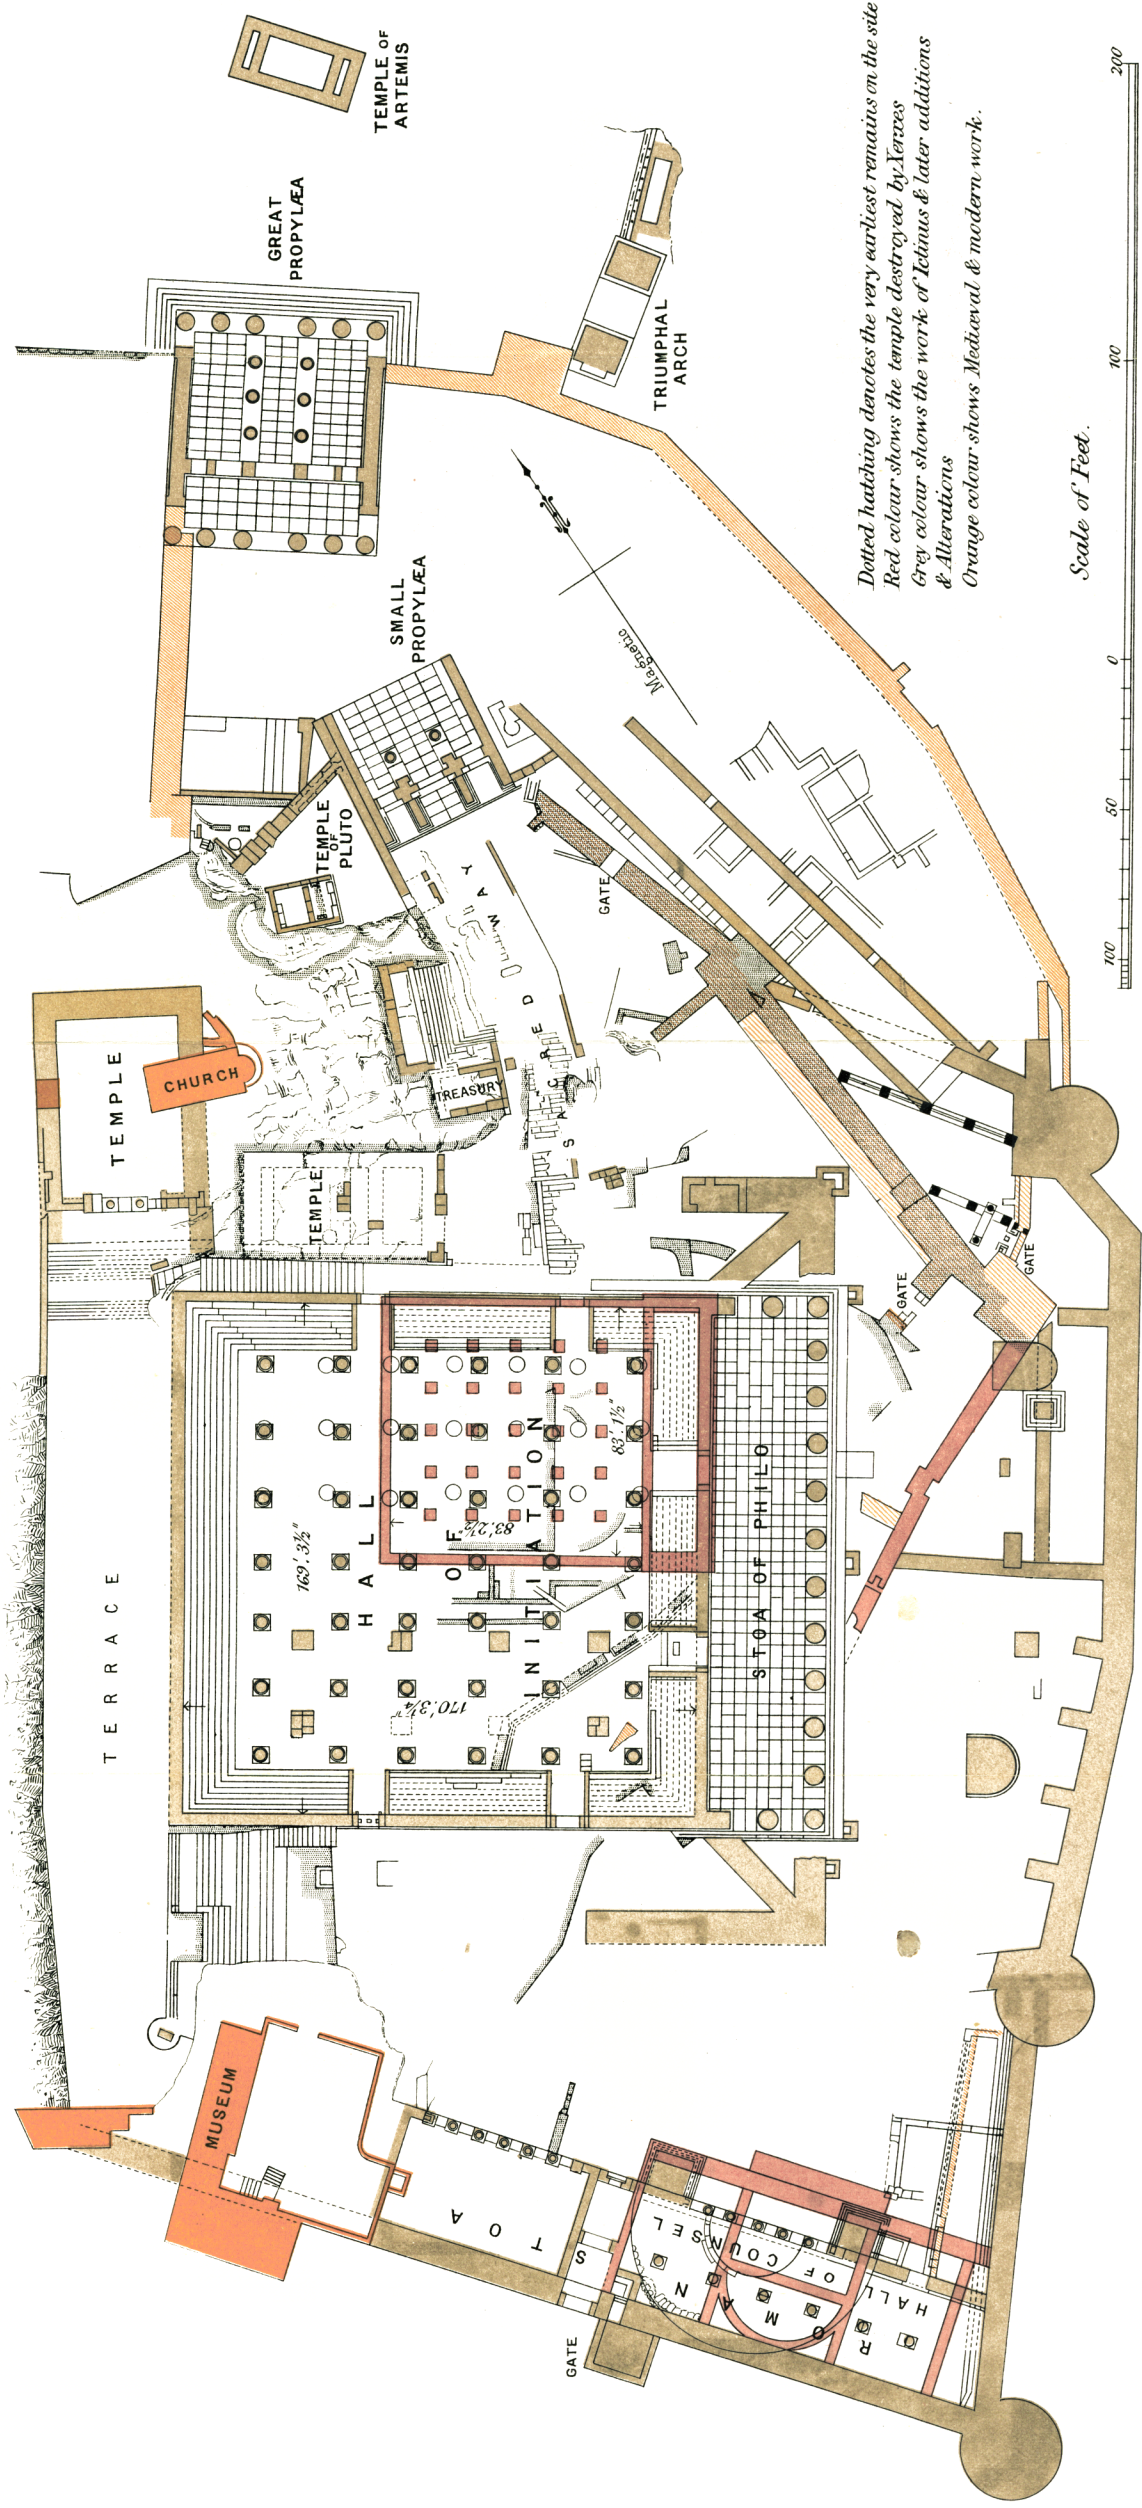 TEMPLE OF
ARTEMIS
GREAT
PROPYLÆA
TRIUMPHAL
ARCH
Dotted hatching denotes the very earliest remains on the site
Red colour shows the temple destroyed by Xerxes
Grey colour shows the work of Ictinus & later additions
& Alterations
Orange colour shows Mediæval & modern work.
Scale of Feet.
100
50
0
100
200
SMALL
PROPYLÆA
Magnetic
TEMPLE
OF
PLUTO
GATE
SACRED WAY
TREASURY
TEMPLE
CHURCH
TEMPLE
GATE
GATE
TERRACE
HALL
OF
INITIATION
169'. 3½"
170'. 3¼"
83'. 2½"
83'. 1½"
STOA OF PHILO
MUSEUM
ROMAN STOA
HALL OF COUNSEL
GATE